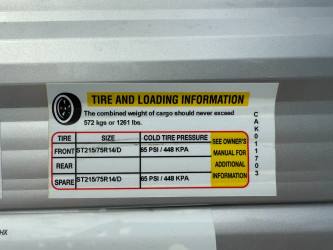 TIRE AND LOADING INFORMATION
The combined weight of cargo should never exceed
572 kgs or 1261 lbs.
TIRE SIZE COLD TIRE PRESSURE
FRONT ST215/75R14/D 65 PSI / 448 KPA
REAR
SPARE ST215/75R14/D 65 PSI / 448 KPA
SEE OWNER'S
MANUAL FOR
ADDITIONAL
INFORMATION
CAK011703
HX